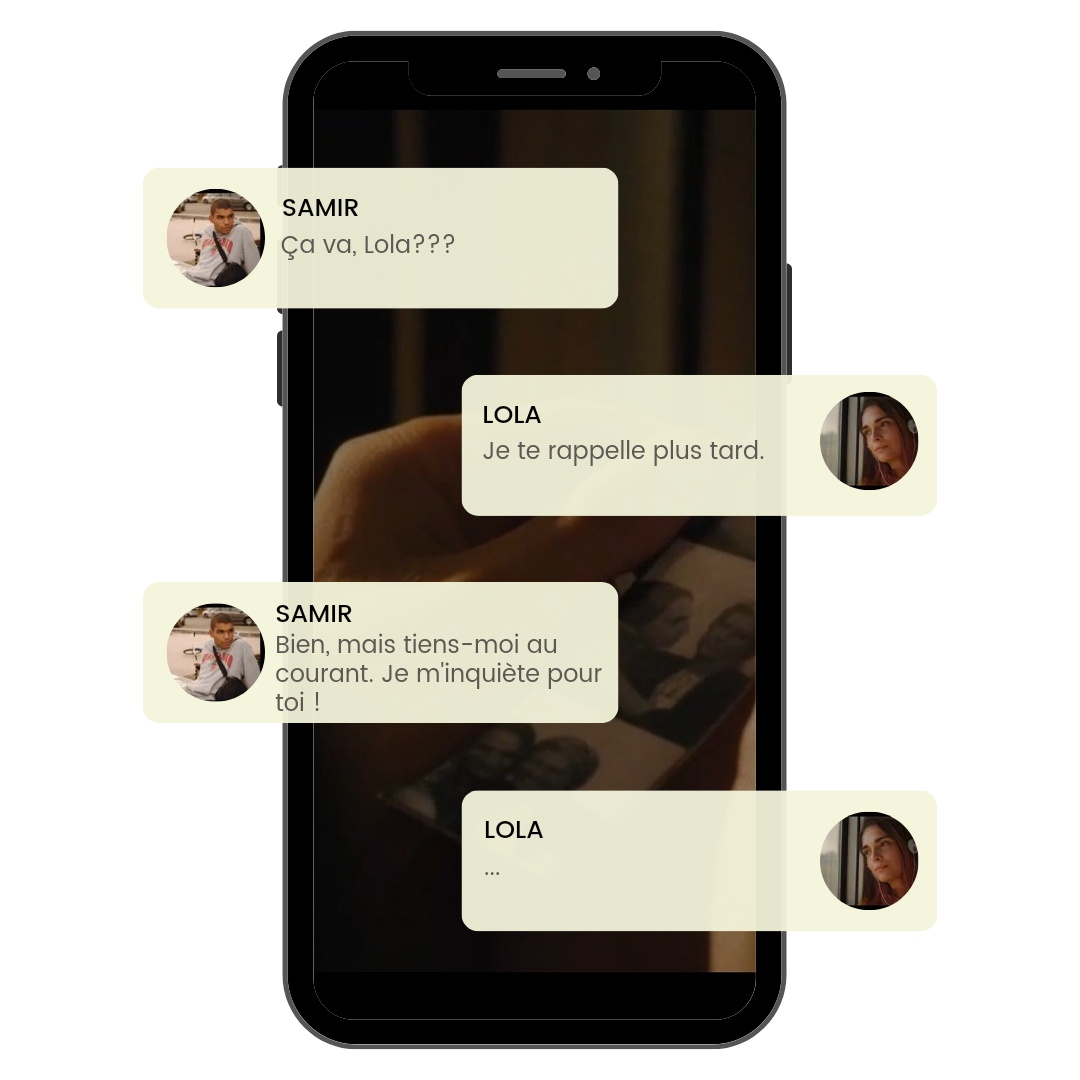 SAMIR
Ça va, Lola???
LOLA
Je te rappelle plus tard.
SAMIR
Bien, mais tiens-moi au
courant. Je m'inquiète pour
toi !
LOLA
...